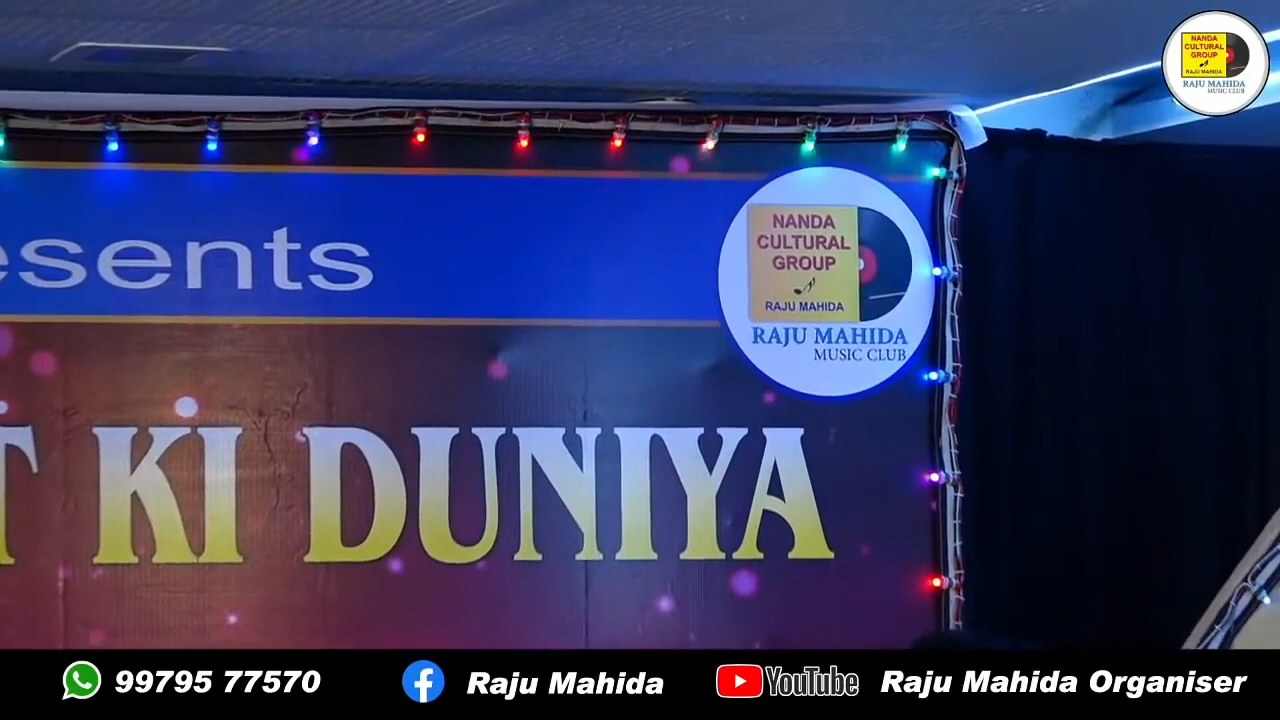 NANDA
CULTURAL
GROUP
RAJU MAHIDA
RAJU MAHIDA
MUSIC CLUB
esents
NANDA
CULTURAL
GROUP
RAJU MAHIDA
RAJU MAHIDA
MUSIC CLUB
T KI DUNIYA
99795 77570 Raju Mahida YouTube Raju Mahida Organiser